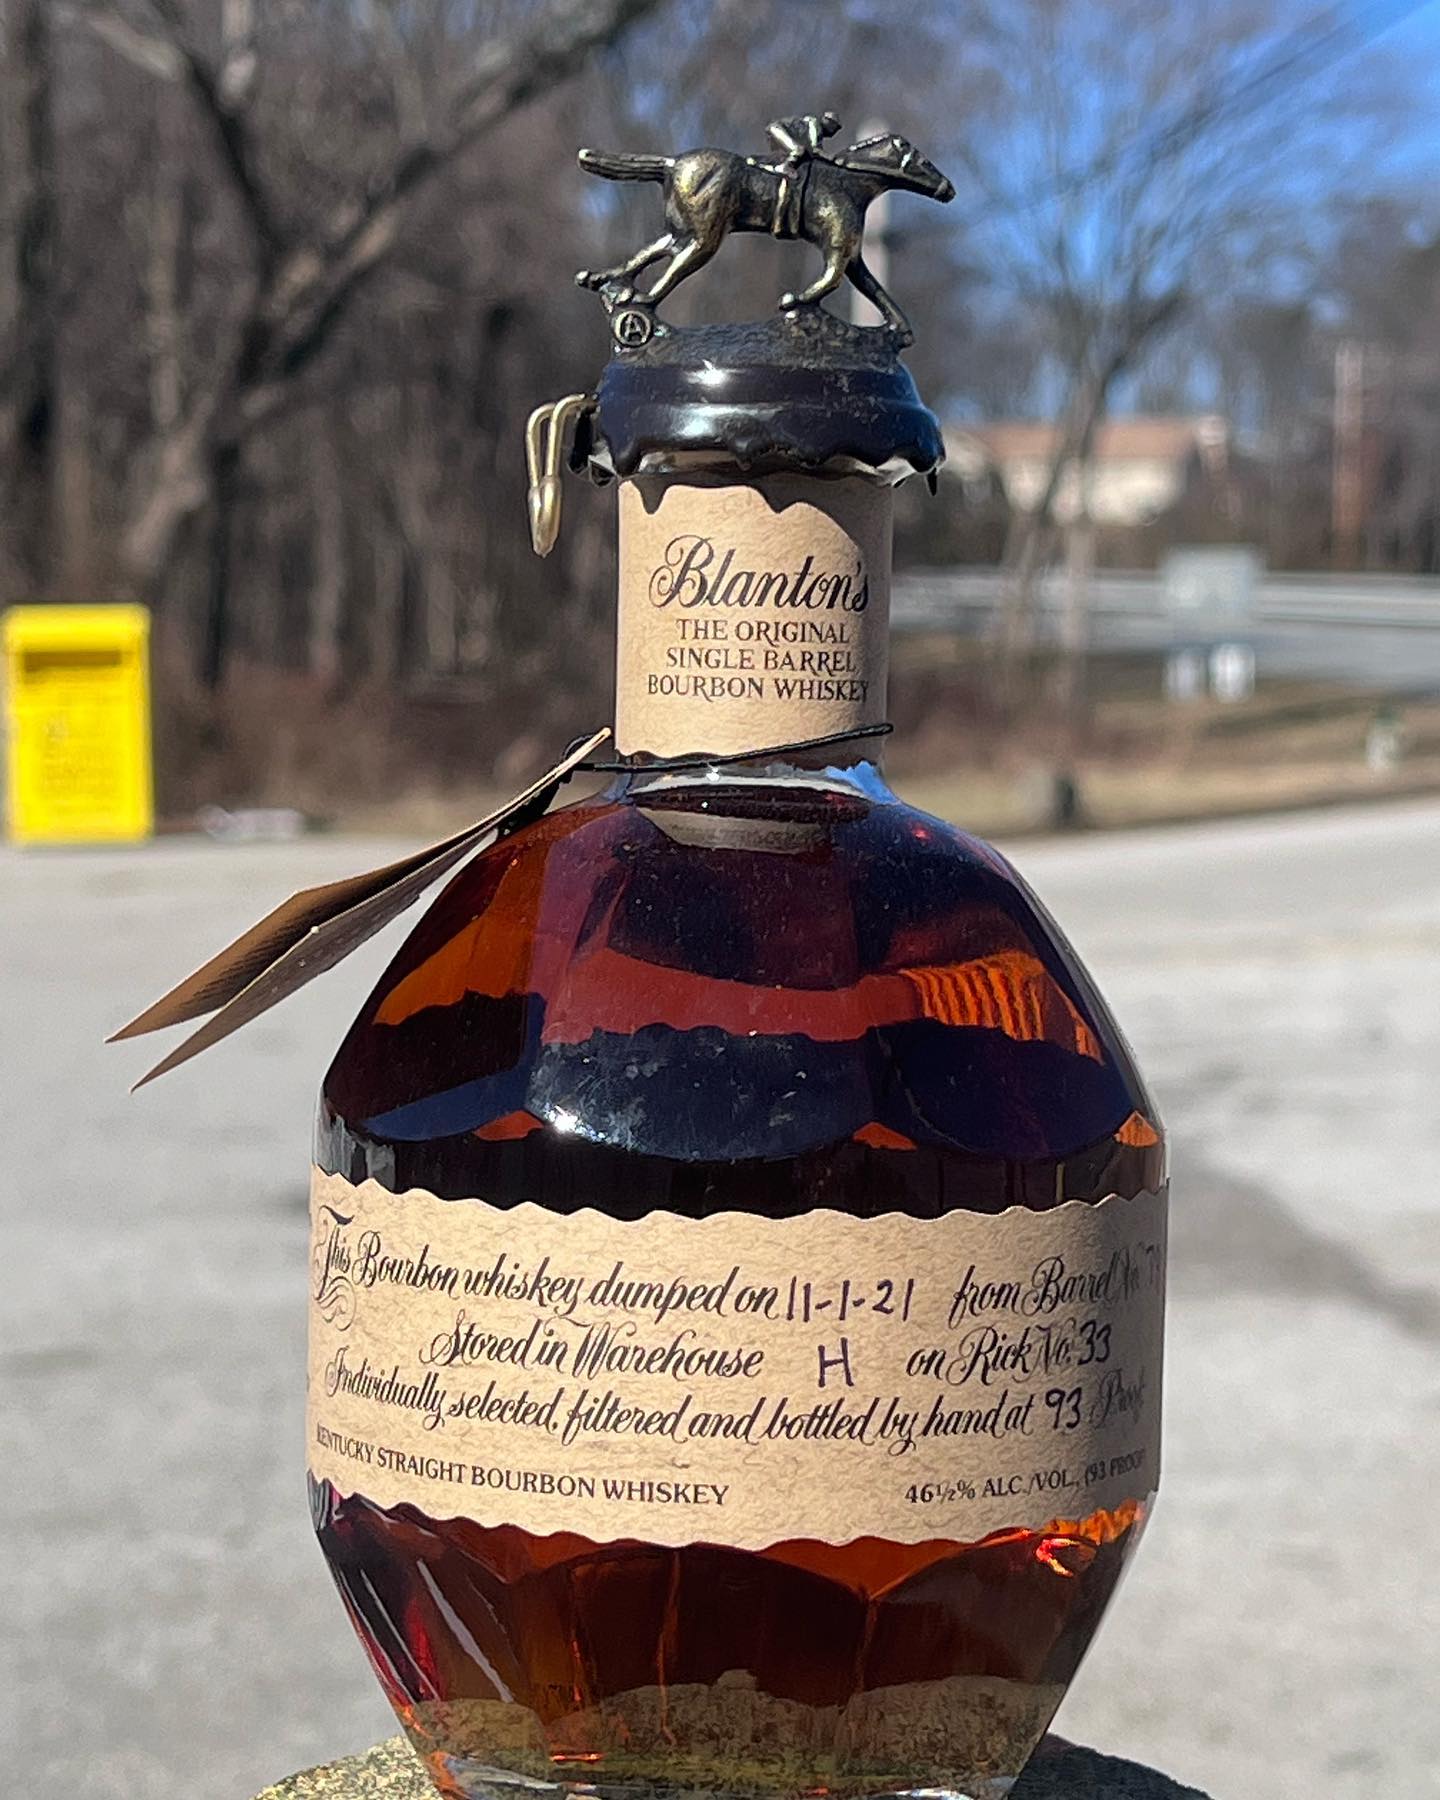 A
Blanton's
THE ORIGINAL
SINGLE BARREL
BOURBON WHISKEY
This Bourbon whiskey dumped on 11-1-21 from Barrel No.
Stored in Warehouse H on Rick No. 33
Individually selected, filtered and bottled by hand at 93 Proof
KENTUCKY STRAIGHT BOURBON WHISKEY 46½% ALC./VOL., (93 PROOF